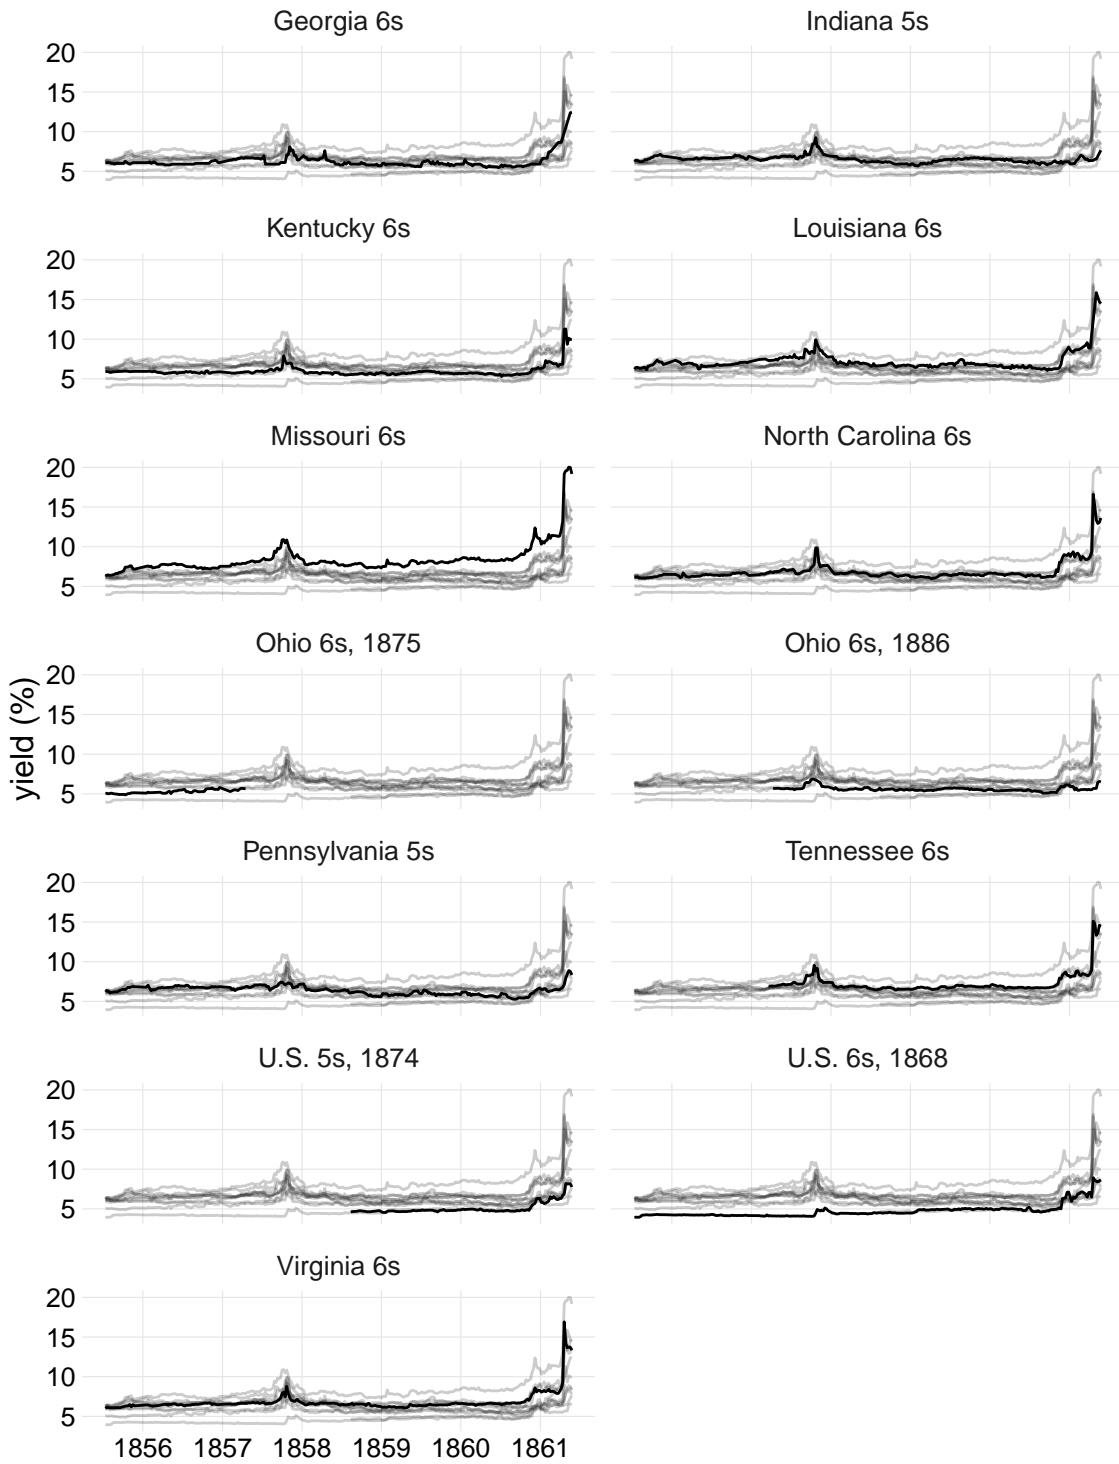 Georgia 6s
Indiana 5s
20
15
10
5
Kentucky 6s
Louisiana 6s
20
15
10
5
Missouri 6s
North Carolina 6s
20
15
10
5
Ohio 6s, 1875
Ohio 6s, 1886
20
15
10
5
yield (%)
Pennsylvania 5s
Tennessee 6s
20
15
10
5
U.S. 5s, 1874
U.S. 6s, 1868
20
15
10
5
Virginia 6s
20
15
10
5
1856 1857 1858 1859 1860 1861